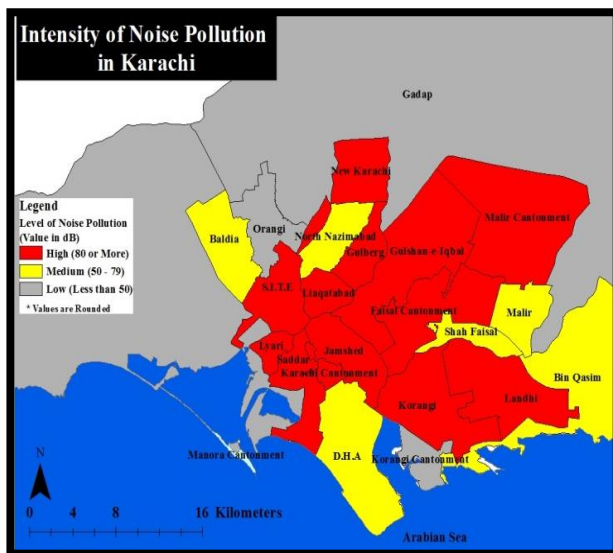 Intensity of Noise Pollution
in Karachi
Gadap
New Karachi
Malir Cantonment
Legend
Level of Noise Pollution
(Value in dB)
High (80 or More)
Medium (50 - 79)
Low (Less than 50)
* Values are Rounded
Baldia
Orangi
North Nazimabad
Gulberg
Gulshan-e-Iqbal
S.I.T.E
Liaqatabad
Faisal Cantonment
Malir
Shah Faisal
Lyari
Jamshed
Saddar
Karachi Cantonment
Bin Qasim
Korangi
Landhi
Manora Cantonment
D.H.A
Korangi Cantonment
N
0 2 4 8 12 16 Kilometers
Arabian Sea